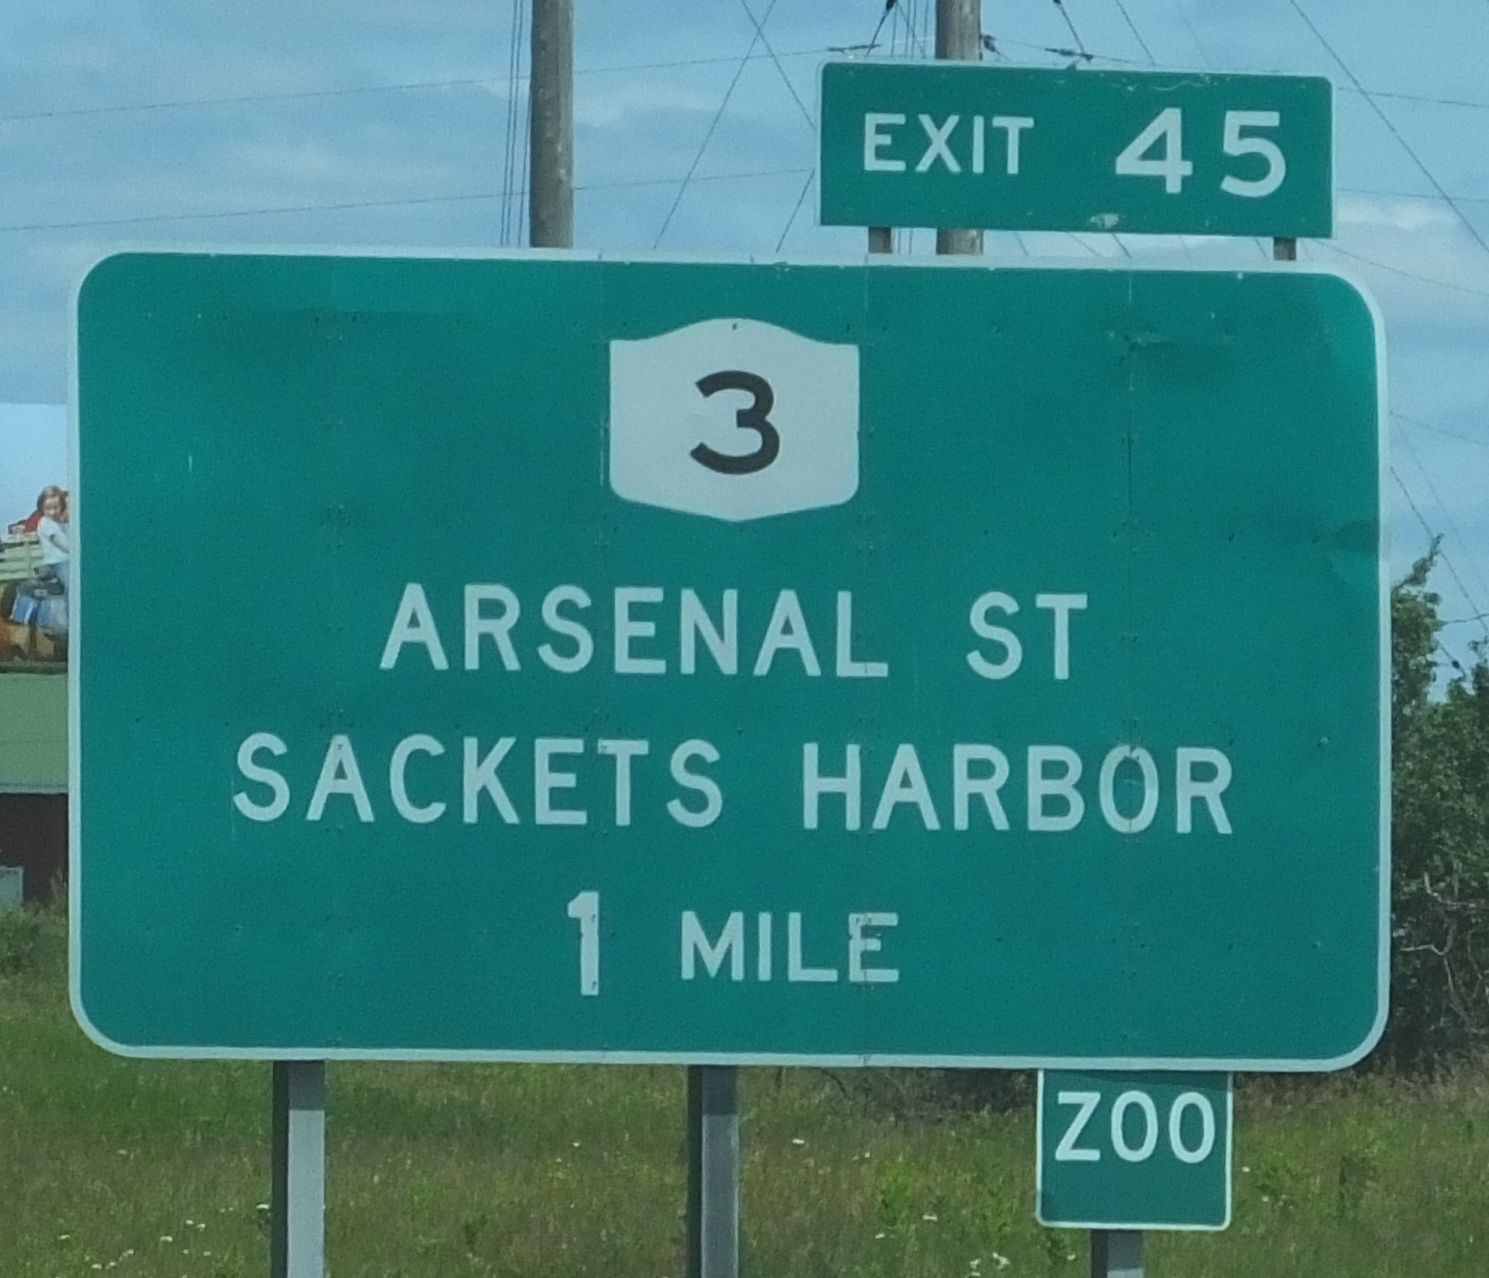 EXIT 45
3
ARSENAL ST
SACKETS HARBOR
1 MILE
ZOO